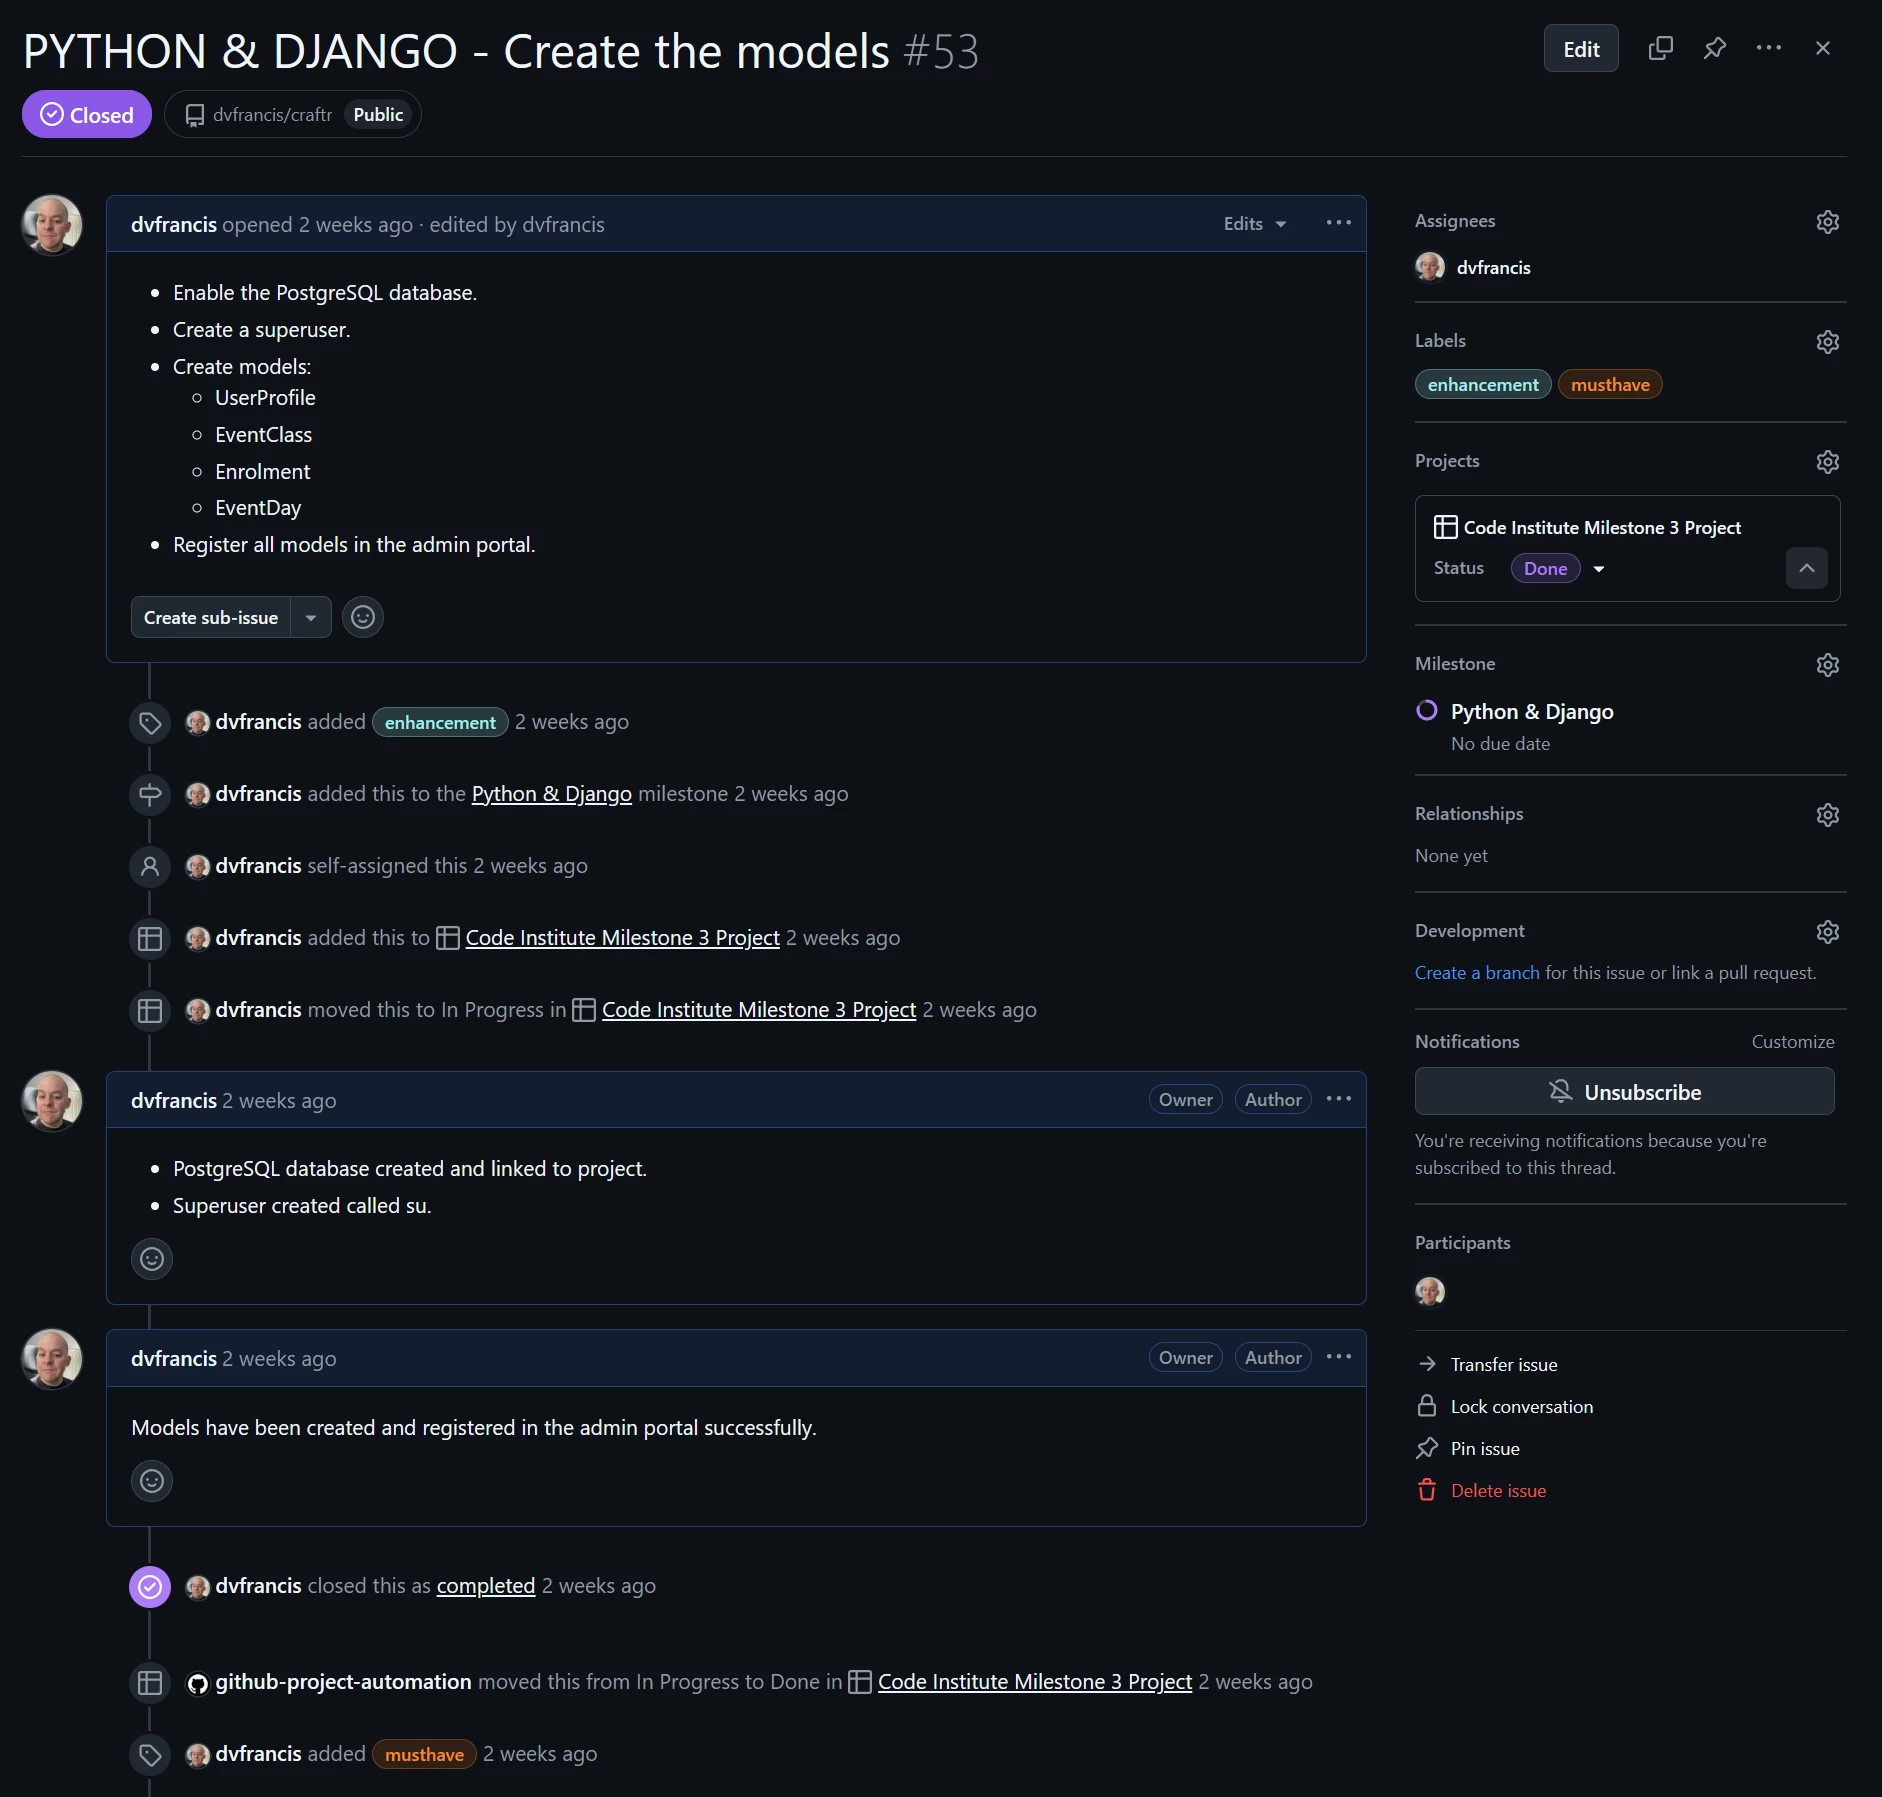 PYTHON & DJANGO - Create the models #53
Edit
Closed
dvfrancis/craftr Public
dvfrancis opened 2 weeks ago · edited by dvfrancis
Edits
Enable the PostgreSQL database.
Create a superuser.
Create models:
UserProfile
EventClass
Enrolment
EventDay
Register all models in the admin portal.
Create sub-issue
dvfrancis added enhancement 2 weeks ago
dvfrancis added this to the Python & Django milestone 2 weeks ago
dvfrancis self-assigned this 2 weeks ago
dvfrancis added this to Code Institute Milestone 3 Project 2 weeks ago
dvfrancis moved this to In Progress in Code Institute Milestone 3 Project 2 weeks ago
dvfrancis 2 weeks ago
Owner Author
PostgreSQL database created and linked to project.
Superuser created called su.
dvfrancis 2 weeks ago
Owner Author
Models have been created and registered in the admin portal successfully.
dvfrancis closed this as completed 2 weeks ago
github-project-automation moved this from In Progress to Done in Code Institute Milestone 3 Project 2 weeks ago
dvfrancis added musthave 2 weeks ago
Assignees
dvfrancis
Labels
enhancement musthave
Projects
Code Institute Milestone 3 Project
Status Done
Milestone
Python & Django
No due date
Relationships
None yet
Development
Create a branch for this issue or link a pull request.
Notifications Customize
Unsubscribe
You're receiving notifications because you're
subscribed to this thread.
Participants
Transfer issue
Lock conversation
Pin issue
Delete issue